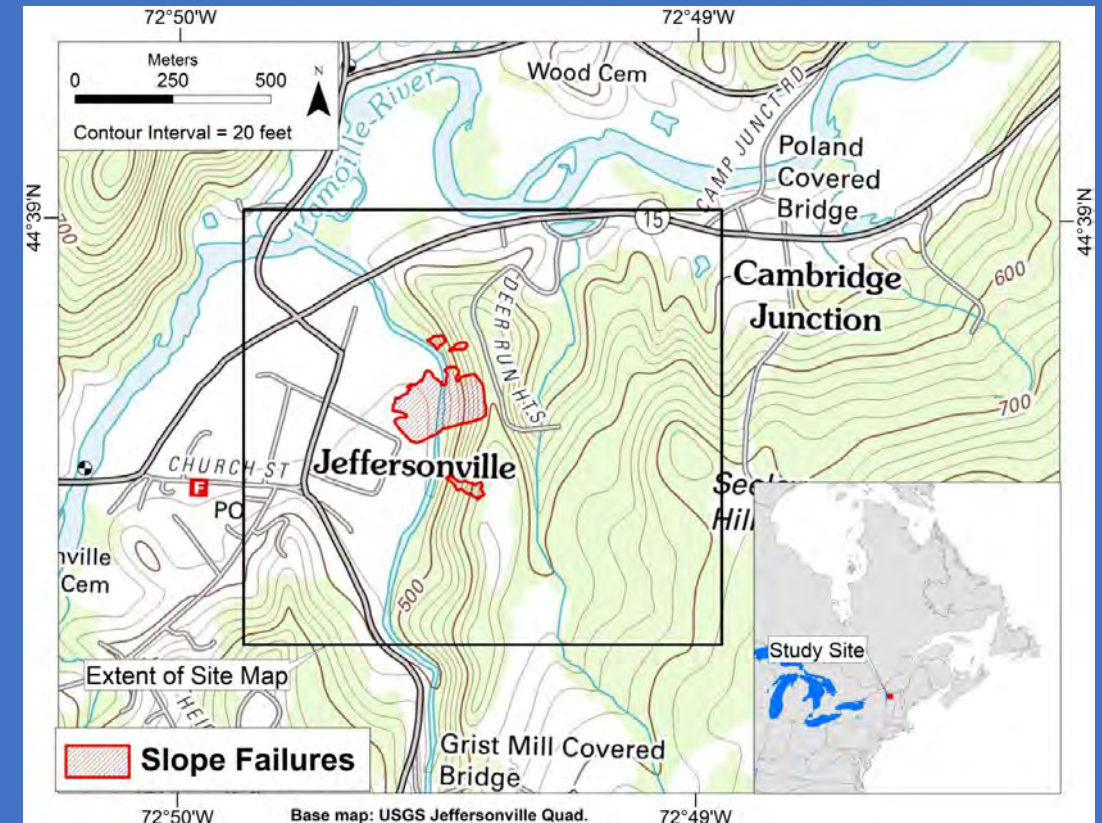 72°50'W
72°49'W
Meters
0 250 500
N
Contour Interval = 20 feet
Lamoille River
Wood Cem
CAMP JUNCT RD
Poland
Covered
Bridge
44°39'N
44°39'N
700
15
Cambridge
Junction
600
DEER RUN HTS
700
CHURCH ST
Jeffersonville
F
PO
Hill
nville
Cem
500
Study Site
Extent of Site Map
HEI
Slope Failures
Grist Mill Covered
Bridge
72°50'W
Base map: USGS Jeffersonville Quad.
72°49'W